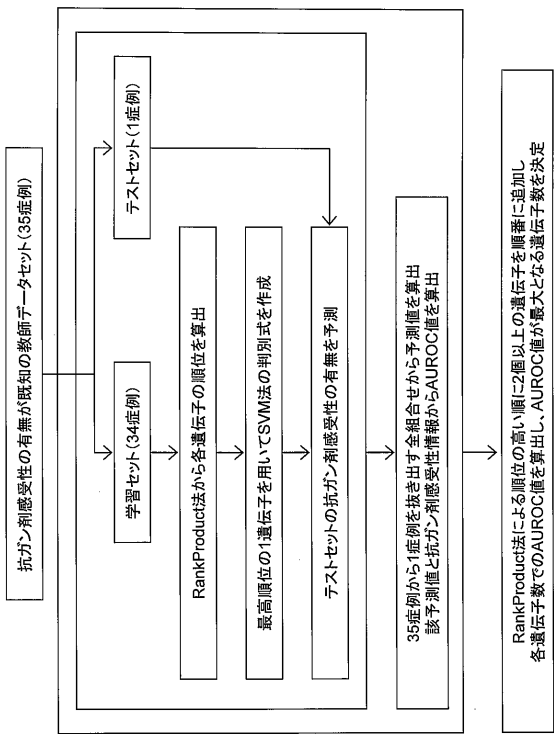 抗ガン剤感受性の有無が既知の教師データセット(35症例)
学習セット(34症例)
テストセット(1症例)
RankProduct法から各遺伝子の順位を算出
最高順位の1遺伝子を用いてSVM法の判別式を作成
テストセットの抗ガン剤感受性の有無を予測
35症例から1症例を抜き出す全組合せから予測値を算出
該予測値と抗ガン剤感受性情報からAUROC値を算出
RankProduct法による順位の高い順に2個以上の遺伝子を順番に追加し
各遺伝子数でのAUROC値を算出し、AUROC値が最大となる遺伝子数を決定